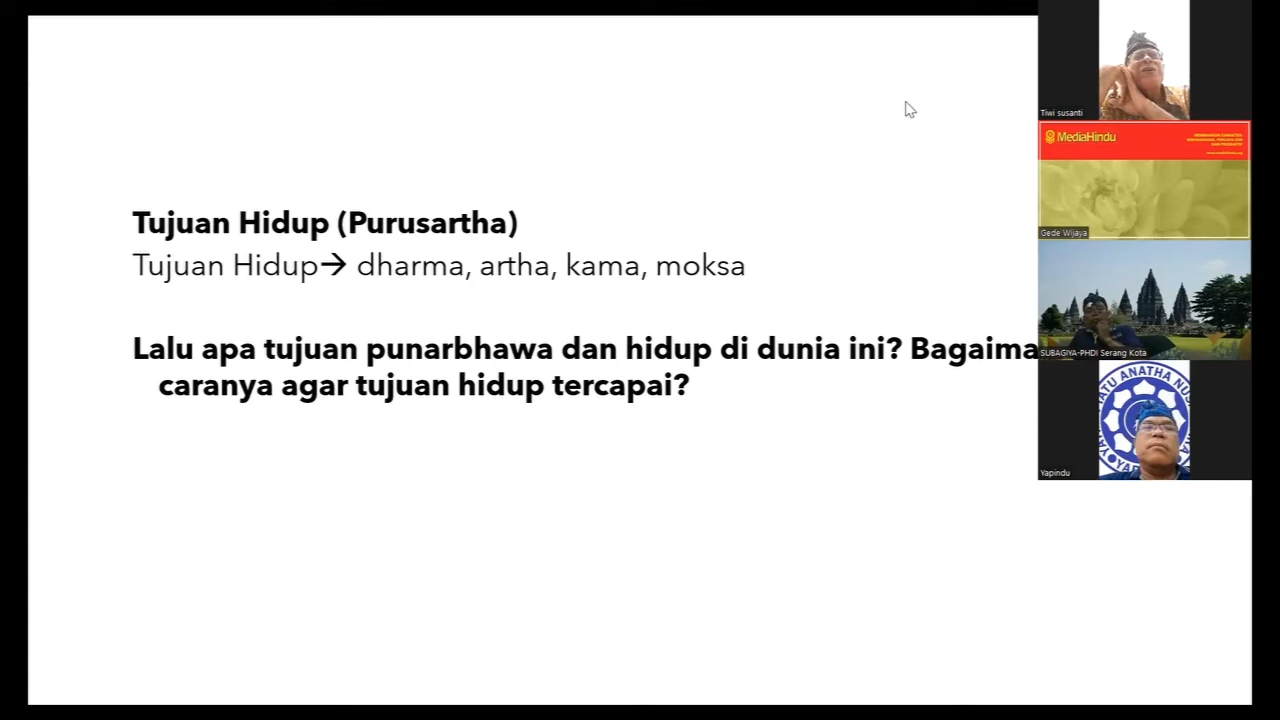 Tujuan Hidup (Purusartha)
Tujuan Hidup→ dharma, artha, kama, moksa
Lalu apa tujuan punarbhawa dan hidup di dunia ini? Bagaima
caranya agar tujuan hidup tercapai?
Tiwi susanti
MediaHindu
Gede Wijaya
SUBAGIYA-PHDI Serang Kota
Yapindu